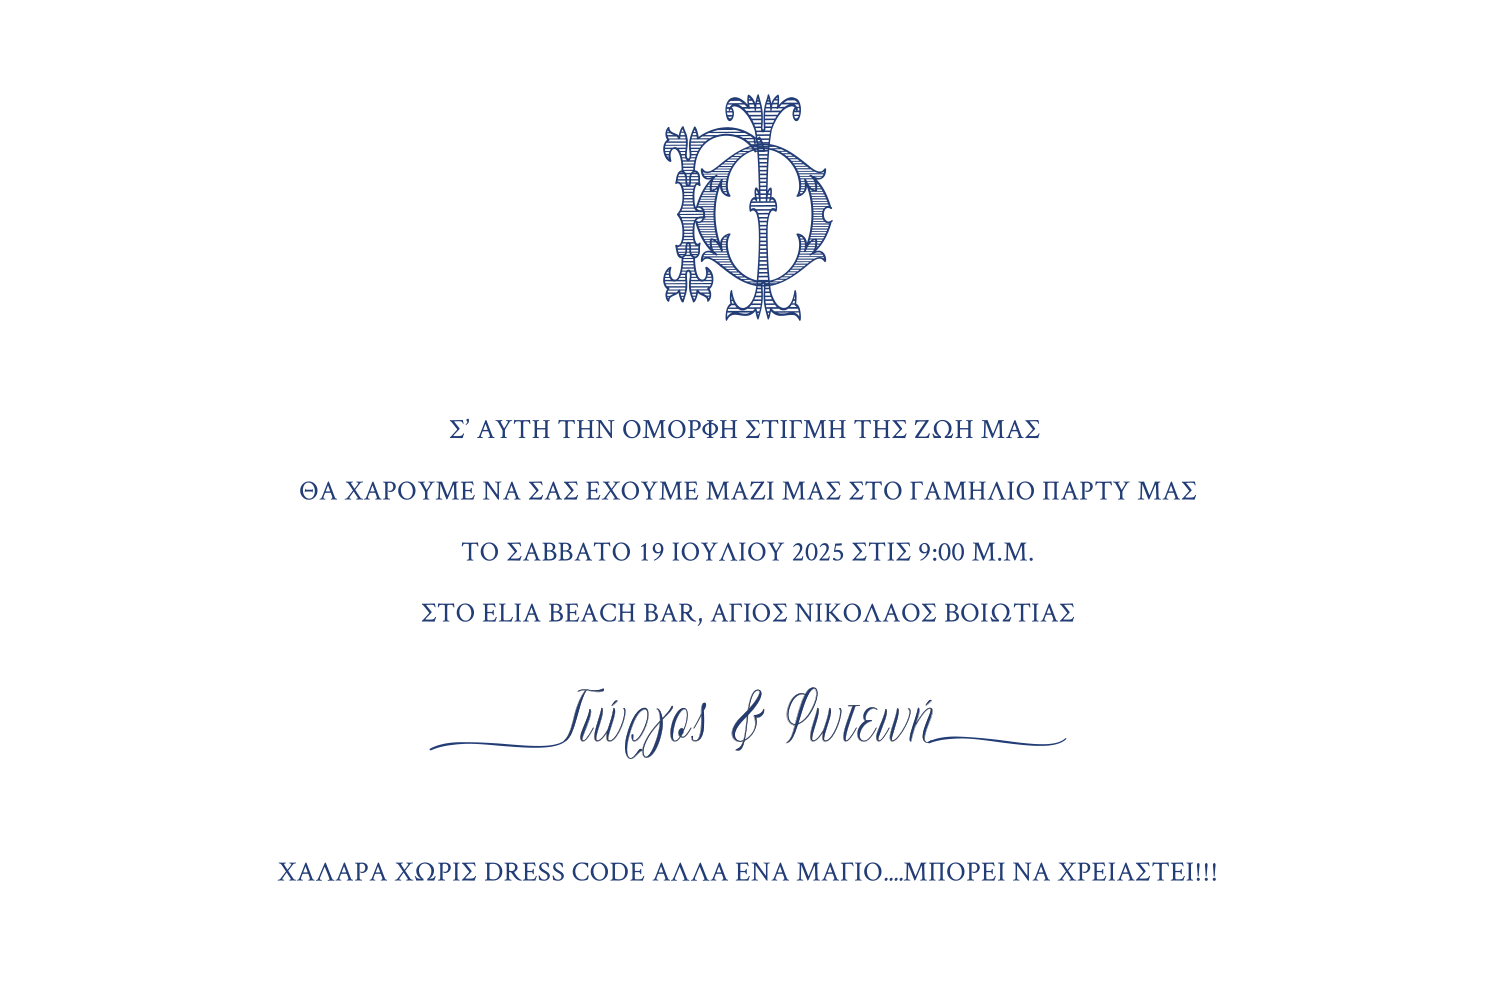 Σ’ ΑΥΤΗ ΤΗΝ ΟΜΟΡΦΗ ΣΤΙΓΜΗ ΤΗΣ ΖΩΗ ΜΑΣ
ΘΑ ΧΑΡΟΥΜΕ ΝΑ ΣΑΣ ΕΧΟΥΜΕ ΜΑΖΙ ΜΑΣ ΣΤΟ ΓΑΜΗΛΙΟ ΠΑΡΤΥ ΜΑΣ
ΤΟ ΣΑΒΒΑΤΟ 19 ΙΟΥΛΙΟΥ 2025 ΣΤΙΣ 9:00 Μ.Μ.
ΣΤΟ ELIA BEACH BAR, ΑΓΙΟΣ ΝΙΚΟΛΑΟΣ ΒΟΙΩΤΙΑΣ
Γιώργος & Φωτεινή
ΧΑΛΑΡΑ ΧΩΡΙΣ DRESS CODE ΑΛΛΑ ΕΝΑ ΜΑΓΙΟ....ΜΠΟΡΕΙ ΝΑ ΧΡΕΙΑΣΤΕΙ!!!